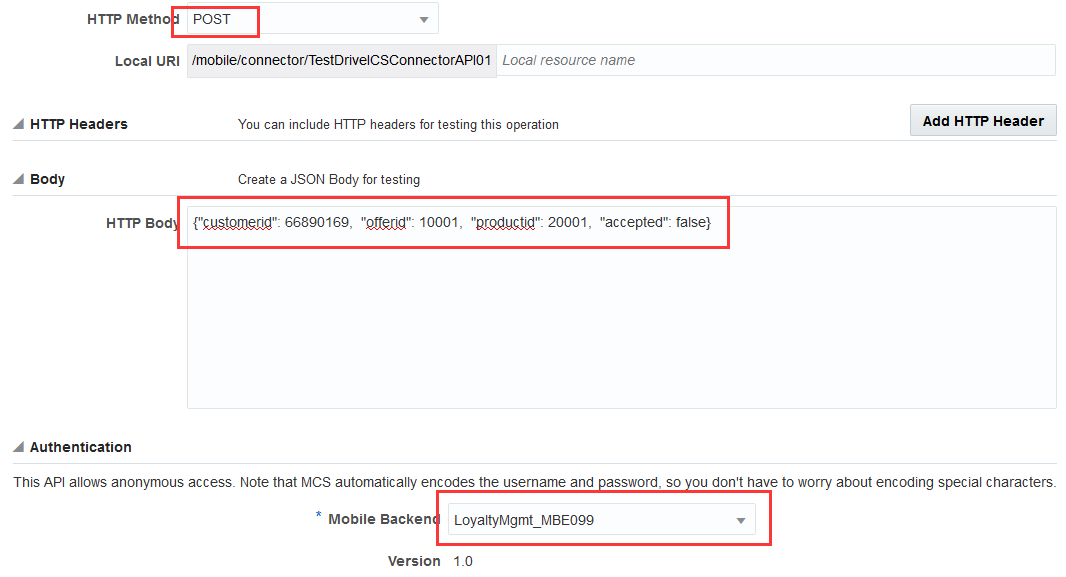 HTTP Method POST
Local URI /mobile/connector/TestDriveICSConnectorAPI01 Local resource name
HTTP Headers You can include HTTP headers for testing this operation Add HTTP Header
Body Create a JSON Body for testing
HTTP Body {"customerid": 66890169, "offerid": 10001, "productid": 20001, "accepted": false}
Authentication
This API allows anonymous access. Note that MCS automatically encodes the username and password, so you don't have to worry about encoding special characters.
* Mobile Backend LoyaltyMgmt_MBE099
Version 1.0